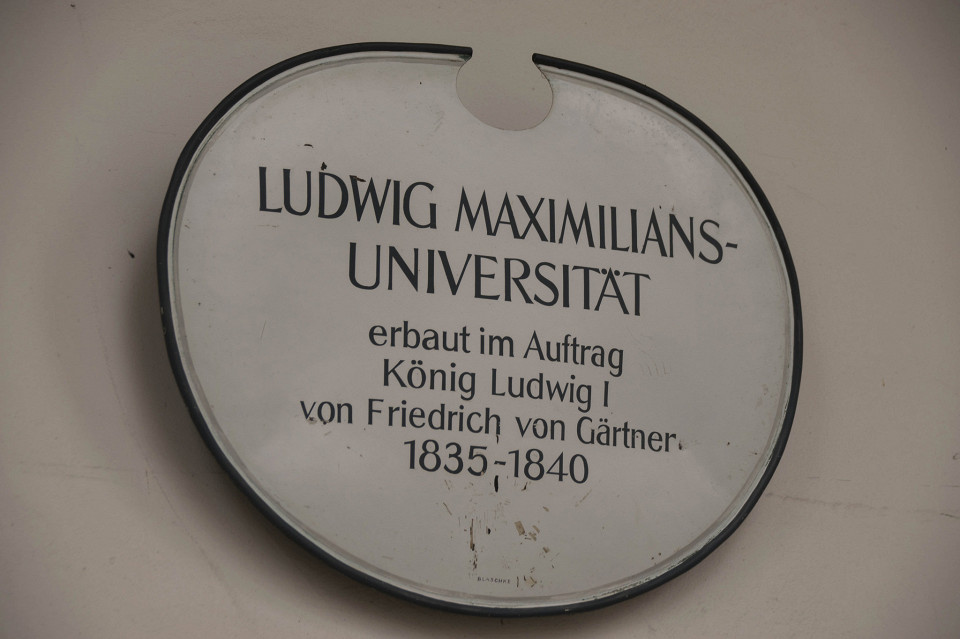 LUDWIG MAXIMILIANS-
UNIVERSITÄT
erbaut im Auftrag
König Ludwig I
von Friedrich von Gärtner
1835-1840